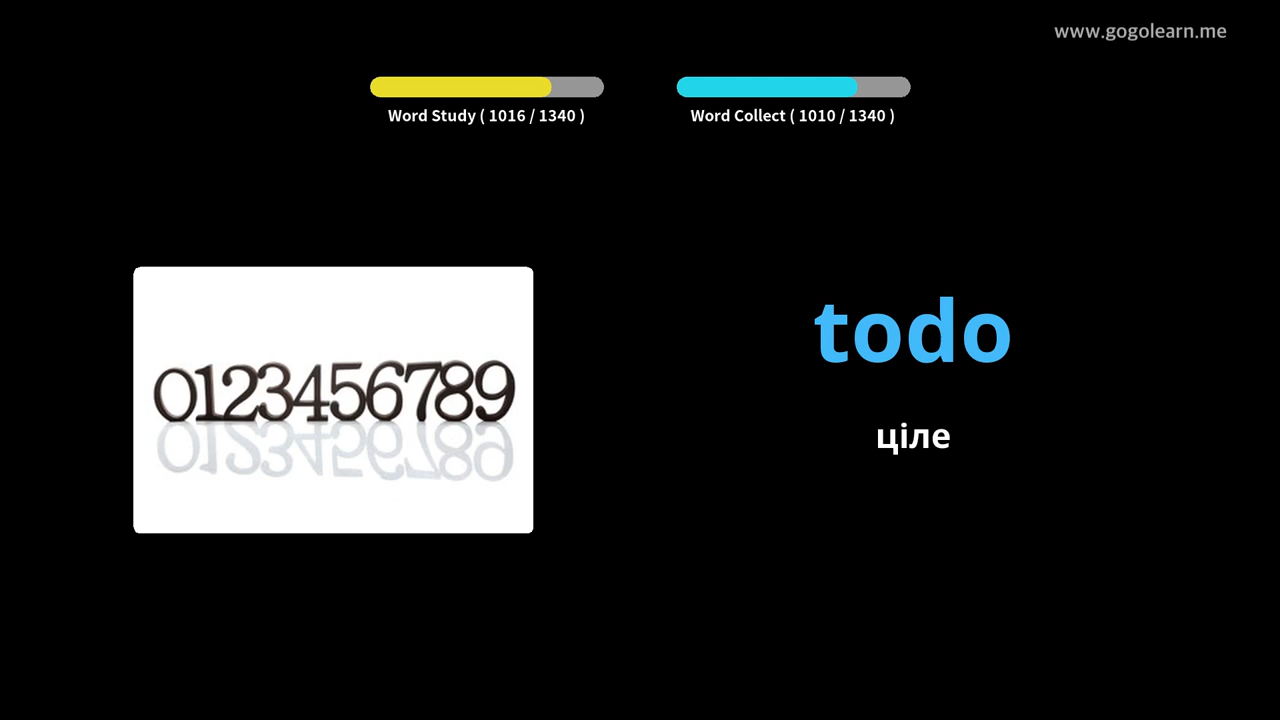 www.gogolearn.me
Word Study ( 1016 / 1340 )
Word Collect ( 1010 / 1340 )
0123456789
todo
ціле